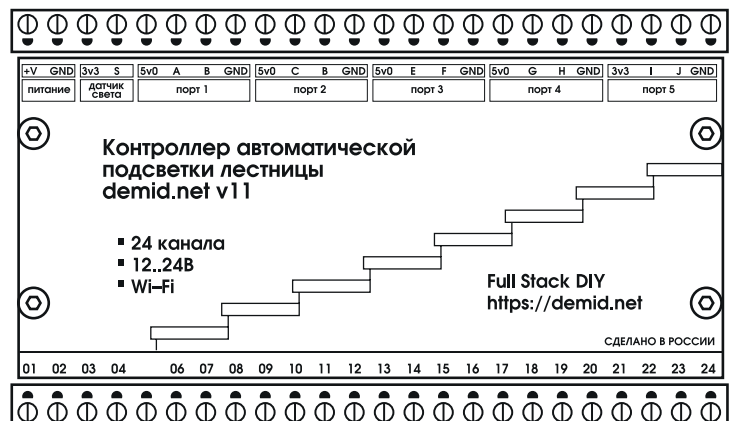 +V GND 3v3 S 5v0 A B GND 5v0 C B GND 5v0 E F GND 5v0 G H GND 3v3 I J GND
питание датчик света порт 1 порт 2 порт 3 порт 4 порт 5
Контроллер автоматической
подсветки лестницы
demid.net v11
24 канала
12..24В
Wi–Fi
Full Stack DIY
https://demid.net
СДЕЛАНО В РОССИИ
01 02 03 04 06 07 08 09 10 11 12 13 14 15 16 17 18 19 20 21 22 23 24